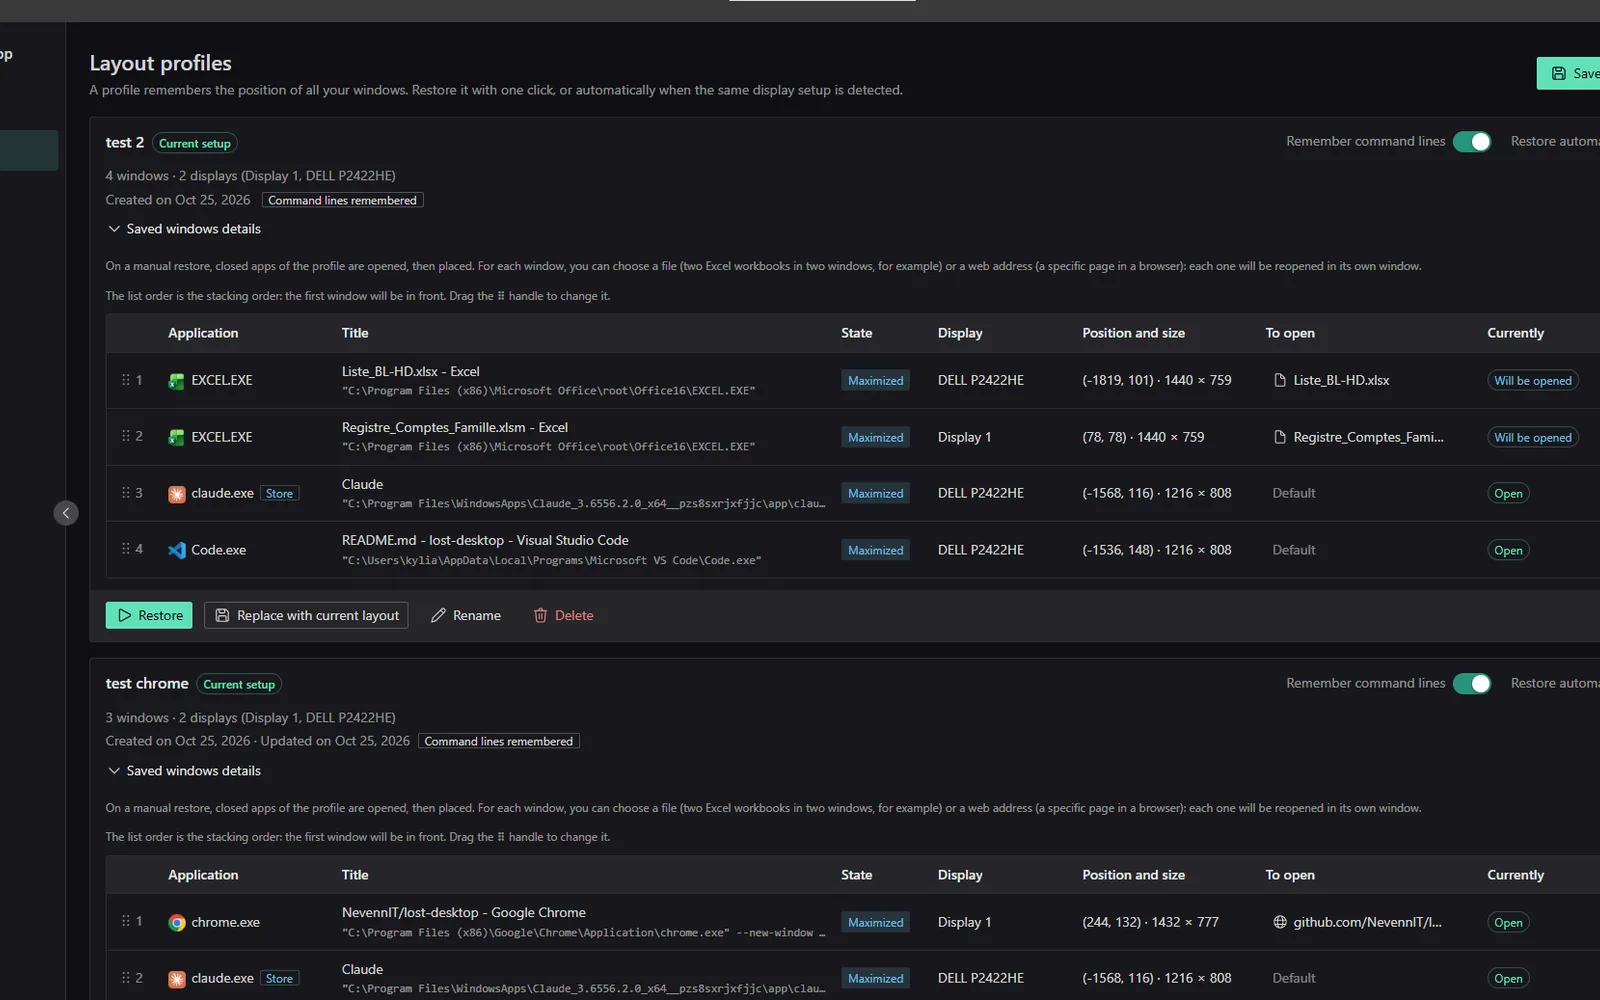 op
Layout profiles
A profile remembers the position of all your windows. Restore it with one click, or automatically when the same display setup is detected.
Save
test 2 Current setup
Remember command lines
Restore automa
4 windows · 2 displays (Display 1, DELL P2422HE)
Created on Oct 25, 2026 Command lines remembered
Saved windows details
On a manual restore, closed apps of the profile are opened, then placed. For each window, you can choose a file (two Excel workbooks in two windows, for example) or a web address (a specific page in a browser): each one will be reopened in its own window.
The list order is the stacking order: the first window will be in front. Drag the ⠿ handle to change it.
Application Title State Display Position and size To open Currently
1 EXCEL.EXE Liste_BL-HD.xlsx - Excel Maximized DELL P2422HE (-1819, 101) · 1440 × 759 Liste_BL-HD.xlsx Will be opened
"C:\Program Files (x86)\Microsoft Office\root\Office16\EXCEL.EXE"
2 EXCEL.EXE Registre_Comptes_Famille.xlsm - Excel Maximized Display 1 (78, 78) · 1440 × 759 Registre_Comptes_Fami... Will be opened
"C:\Program Files (x86)\Microsoft Office\root\Office16\EXCEL.EXE"
3 claude.exe Store Claude Maximized DELL P2422HE (-1568, 116) · 1216 × 808 Default Open
"C:\Program Files\WindowsApps\Claude_3.6556.2.0_x64__pzs8sxrjxfjjc\app\clau...
4 Code.exe README.md - lost-desktop - Visual Studio Code Maximized DELL P2422HE (-1536, 148) · 1216 × 808 Default Open
"C:\Users\kylia\AppData\Local\Programs\Microsoft VS Code\Code.exe"
Restore Replace with current layout Rename Delete
test chrome Current setup
Remember command lines
Restore automa
3 windows · 2 displays (Display 1, DELL P2422HE)
Created on Oct 25, 2026 · Updated on Oct 25, 2026 Command lines remembered
Saved windows details
On a manual restore, closed apps of the profile are opened, then placed. For each window, you can choose a file (two Excel workbooks in two windows, for example) or a web address (a specific page in a browser): each one will be reopened in its own window.
The list order is the stacking order: the first window will be in front. Drag the ⠿ handle to change it.
Application Title State Display Position and size To open Currently
1 chrome.exe NevennIT/lost-desktop - Google Chrome Maximized Display 1 (244, 132) · 1432 × 777 github.com/NevennIT/l... Open
"C:\Program Files (x86)\Google\Chrome\Application\chrome.exe" --new-window ...
2 claude.exe Store Claude Maximized DELL P2422HE (-1568, 116) · 1216 × 808 Default Open
"C:\Program Files\WindowsApps\Claude_3.6556.2.0_x64__pzs8sxrjxfjjc\app\clau...